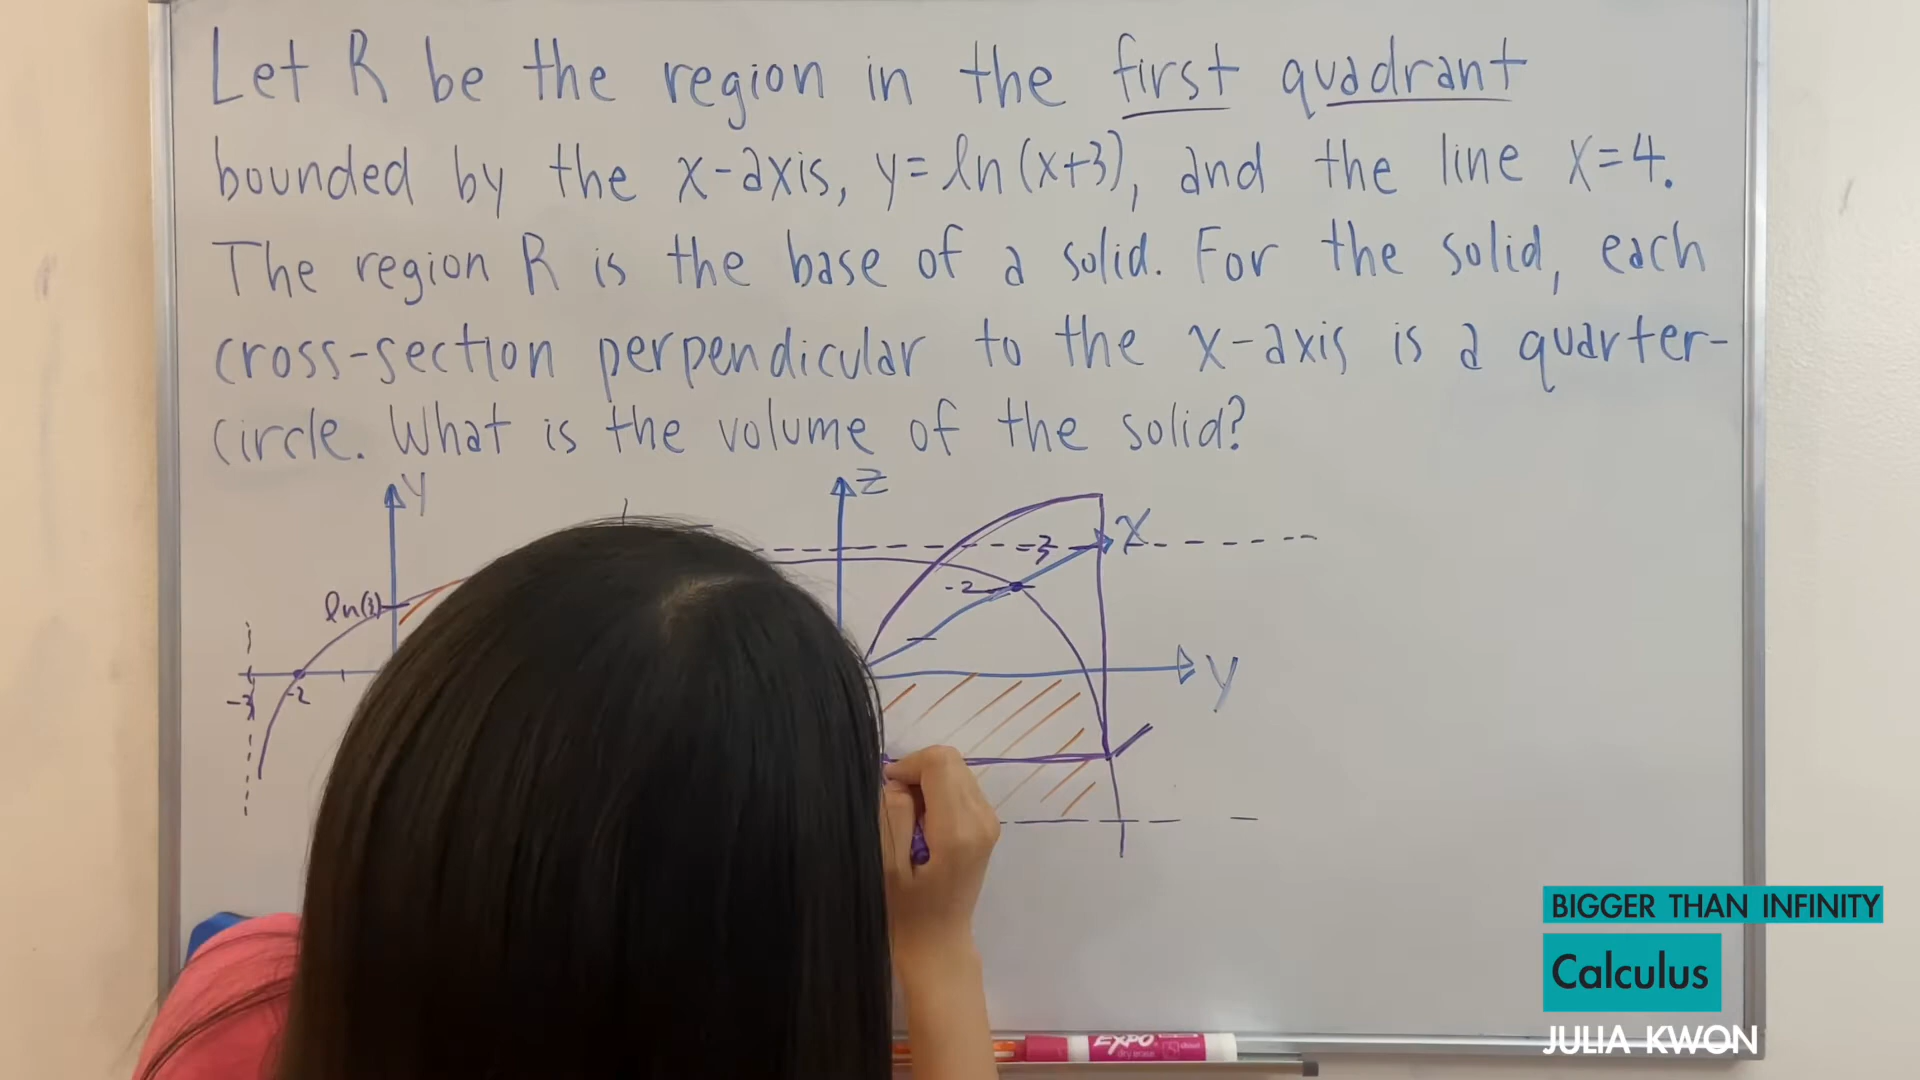 Let R be the region in the first quadrant
bounded by the x-axis, y=ln(x+3), and the line x=4.
The region R is the base of a solid. For the solid, each
cross-section perpendicular to the x-axis is a quarter-
circle. What is the volume of the solid?
y
z
=3
x
-2
ln(3)
y
-3
-2
BIGGER THAN INFINITY
Calculus
JULIA KWON
EXPO
dry erase